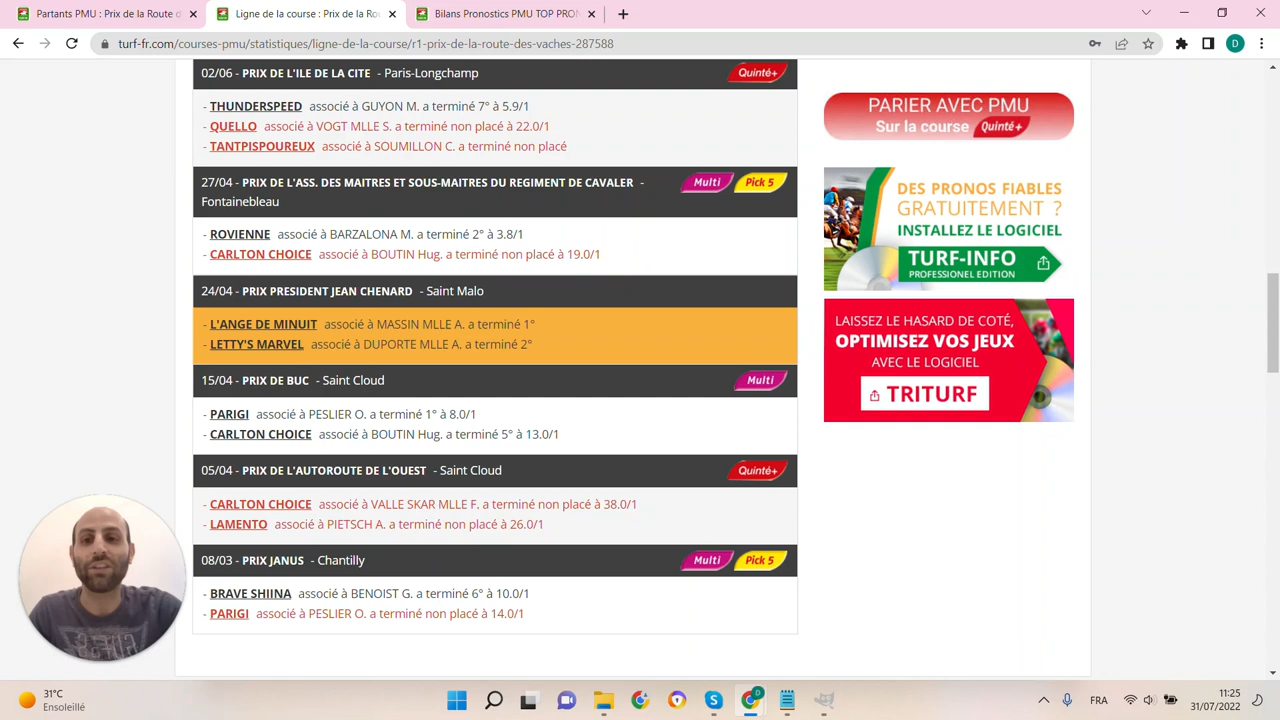 Partants PMU : Prix de la Route d
Ligne de la course : Prix de la Ro
Bilans Pronostics PMU TOP PRON
turf-fr.com/courses-pmu/statistiques/ligne-de-la-course/r1-prix-de-la-route-des-vaches-287588
D
02/06 - PRIX DE L'ILE DE LA CITE - Paris-Longchamp Quinté+
- THUNDERSPEED associé à GUYON M. a terminé 7° à 5.9/1
- QUELLO associé à VOGT MLLE S. a terminé non placé à 22.0/1
- TANTPISPOUREUX associé à SOUMILLON C. a terminé non placé
27/04 - PRIX DE L'ASS. DES MAITRES ET SOUS-MAITRES DU REGIMENT DE CAVALER - Multi Pick 5
Fontainebleau
- ROVIENNE associé à BARZALONA M. a terminé 2° à 3.8/1
- CARLTON CHOICE associé à BOUTIN Hug. a terminé non placé à 19.0/1
24/04 - PRIX PRESIDENT JEAN CHENARD - Saint Malo
- L'ANGE DE MINUIT associé à MASSIN MLLE A. a terminé 1°
- LETTY'S MARVEL associé à DUPORTE MLLE A. a terminé 2°
15/04 - PRIX DE BUC - Saint Cloud Multi
- PARIGI associé à PESLIER O. a terminé 1° à 8.0/1
- CARLTON CHOICE associé à BOUTIN Hug. a terminé 5° à 13.0/1
05/04 - PRIX DE L'AUTOROUTE DE L'OUEST - Saint Cloud Quinté+
- CARLTON CHOICE associé à VALLE SKAR MLLE F. a terminé non placé à 38.0/1
- LAMENTO associé à PIETSCH A. a terminé non placé à 26.0/1
08/03 - PRIX JANUS - Chantilly Multi Pick 5
- BRAVE SHIINA associé à BENOIST G. a terminé 6° à 10.0/1
- PARIGI associé à PESLIER O. a terminé non placé à 14.0/1
PARIER AVEC PMU
Sur la course Quinté+
DES PRONOS FIABLES
GRATUITEMENT ?
INSTALLEZ LE LOGICIEL
TURF-INFO
PROFESSIONEL EDITION
LAISSEZ LE HASARD DE COTÉ,
OPTIMISEZ VOS JEUX
AVEC LE LOGICIEL
TRITURF
31°C
Ensoleillé
D
FRA
11:25
31/07/2022